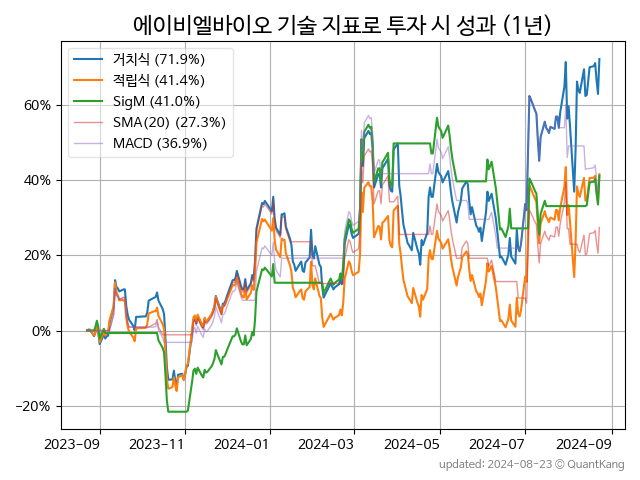 에이비엘바이오 기술 지표로 투자 시 성과 (1년)
거치식 (71.9%)
적립식 (41.4%)
SigM (41.0%)
SMA(20) (27.3%)
MACD (36.9%)
60%
40%
20%
0%
−20%
2023-09 2023-11 2024-01 2024-03 2024-05 2024-07 2024-09
updated: 2024-08-23 © QuantKang